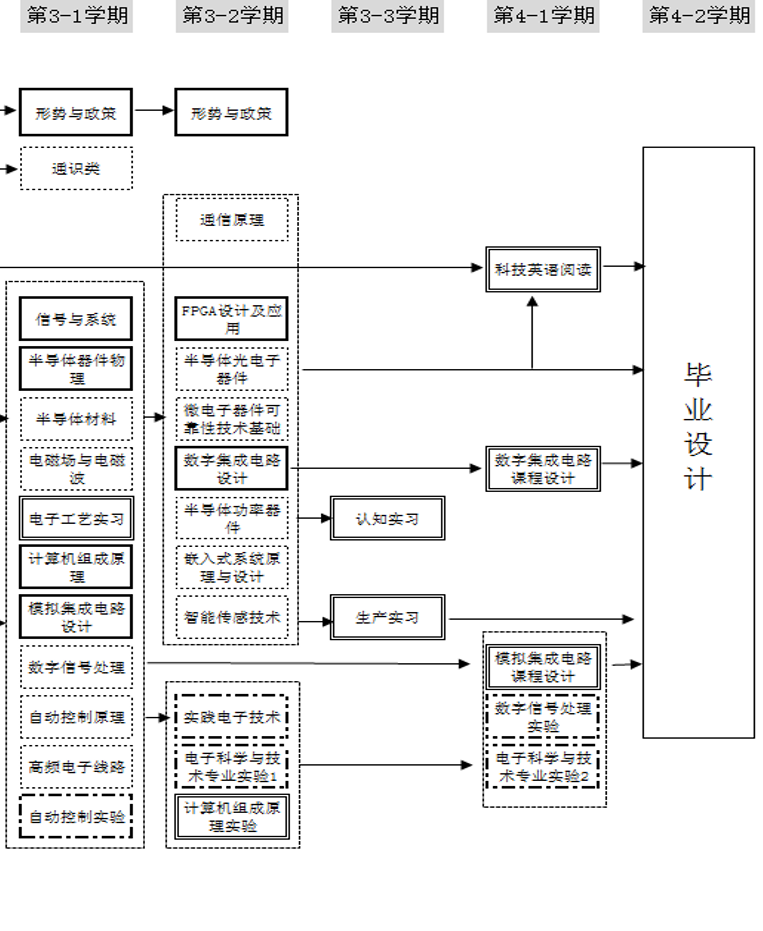 第3-1学期
第3-2学期
第3-3学期
第4-1学期
第4-2学期
形势与政策
形势与政策
通识类
通信原理
科技英语阅读
信号与系统
FPGA设计及应
用
半导体器件物
理
半导体光电子
器件
半导体材料
微电子器件可
靠性技术基础
电磁场与电磁
波
数字集成电路
设计
数字集成电路
课程设计
毕
业
设
计
电子工艺实习
半导体功率器
件
认知实习
计算机组成原
理
嵌入式系统原
理与设计
模拟集成电路
设计
智能传感技术
生产实习
数字信号处理
模拟集成电路
课程设计
自动控制原理
实践电子技术
数字信号处理
实验
高频电子线路
电子科学与技
术专业实验1
电子科学与技
术专业实验2
自动控制实验
计算机组成原
理实验